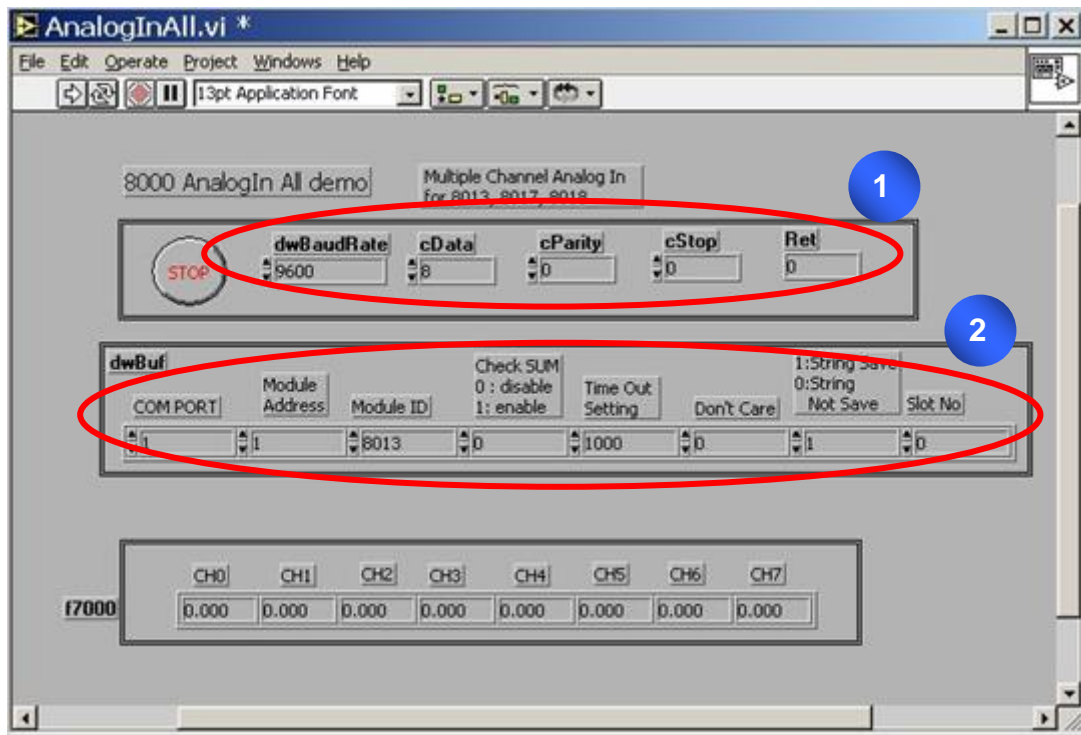 AnalogInAll.vi *
File Edit Operate Project Windows Help
13pt Application Font
8000 AnalogIn All demo
Multiple Channel Analog In
for 8013, 8017, 8018
1
STOP
dwBaudRate cData cParity cStop Ret
9600 8 0 0 0
2
dwBuf
COM PORT
Module
Address
Module ID
Check SUM
0 : disable
1: enable
Time Out
Setting
Don't Care
1:String Save
0:String
Not Save
Slot No
1 1 8013 0 1000 0 1 0
CH0 CH1 CH2 CH3 CH4 CH5 CH6 CH7
f7000
0.000 0.000 0.000 0.000 0.000 0.000 0.000 0.000